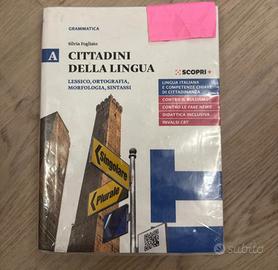 GRAMMATICA
Silvia Fogliato
A CITTADINI
DELLA LINGUA
LESSICO, ORTOGRAFIA,
MORFOLOGIA, SINTASSI
SCOPRI+
LINGUA ITALIANA
E COMPETENZE CHIAVE
DI CITTADINANZA
CONTRO IL BULLISMO
CONTRO LE FAKE NEWS
DIDATTICA INCLUSIVA
INVALSI CBT
Singolare
Plurale
subito